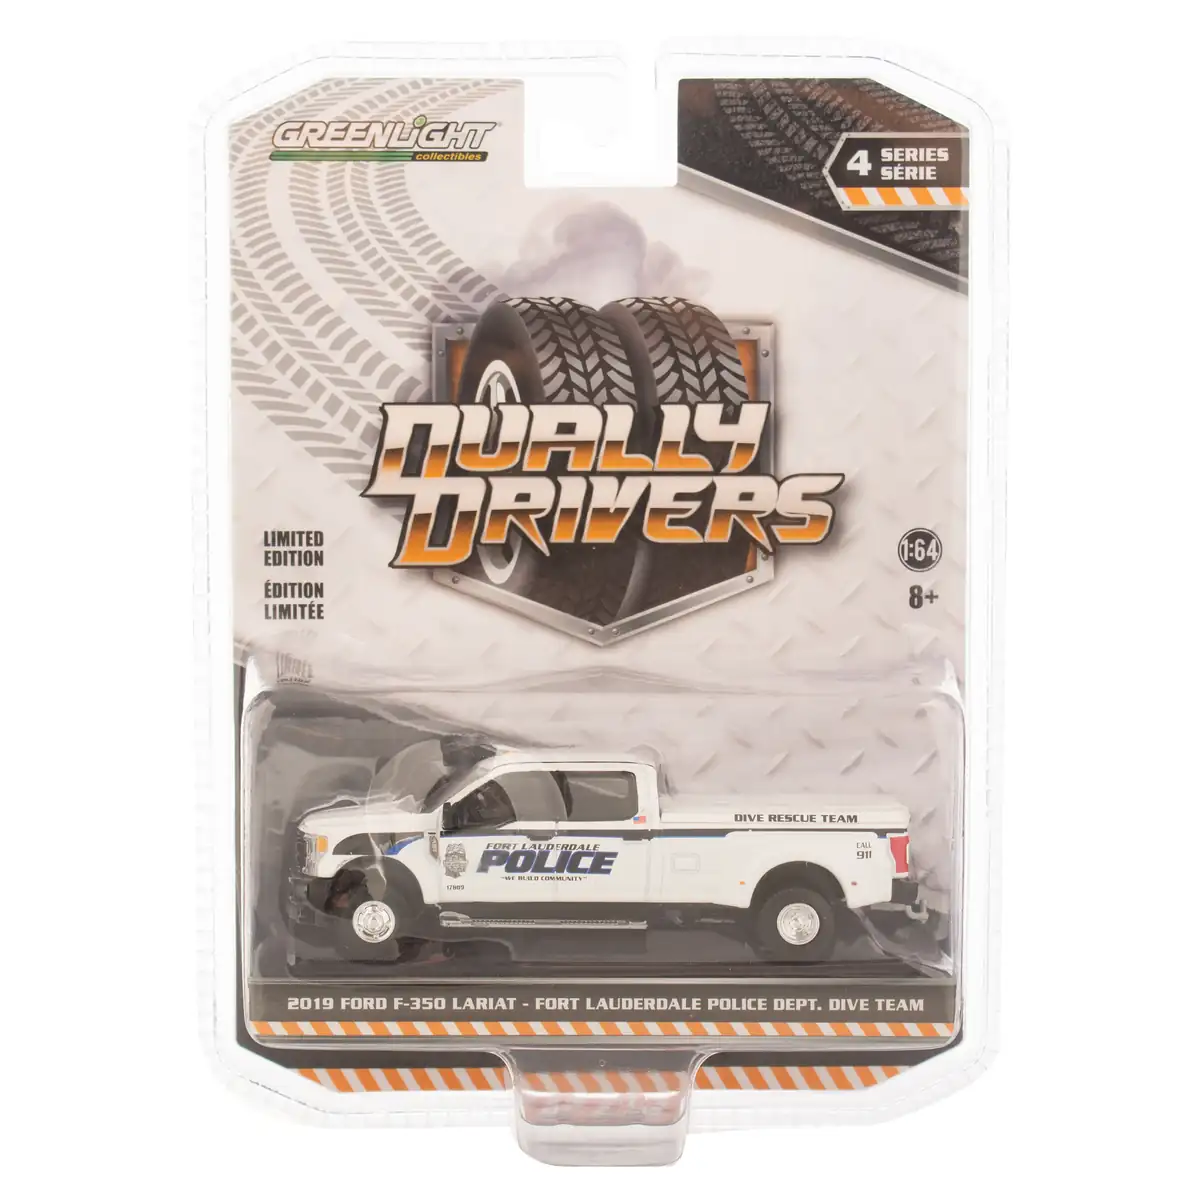 GREENLIGHT
collectibles
4 SERIES
SÉRIE
DUALLY
DRIVERS
LIMITED
EDITION
ÉDITION
LIMITÉE
1:64
8+
DIVE RESCUE TEAM
FORT LAUDERDALE
POLICE
"WE BUILD COMMUNITY"
CALL
911
2019 FORD F-350 LARIAT - FORT LAUDERDALE POLICE DEPT. DIVE TEAM